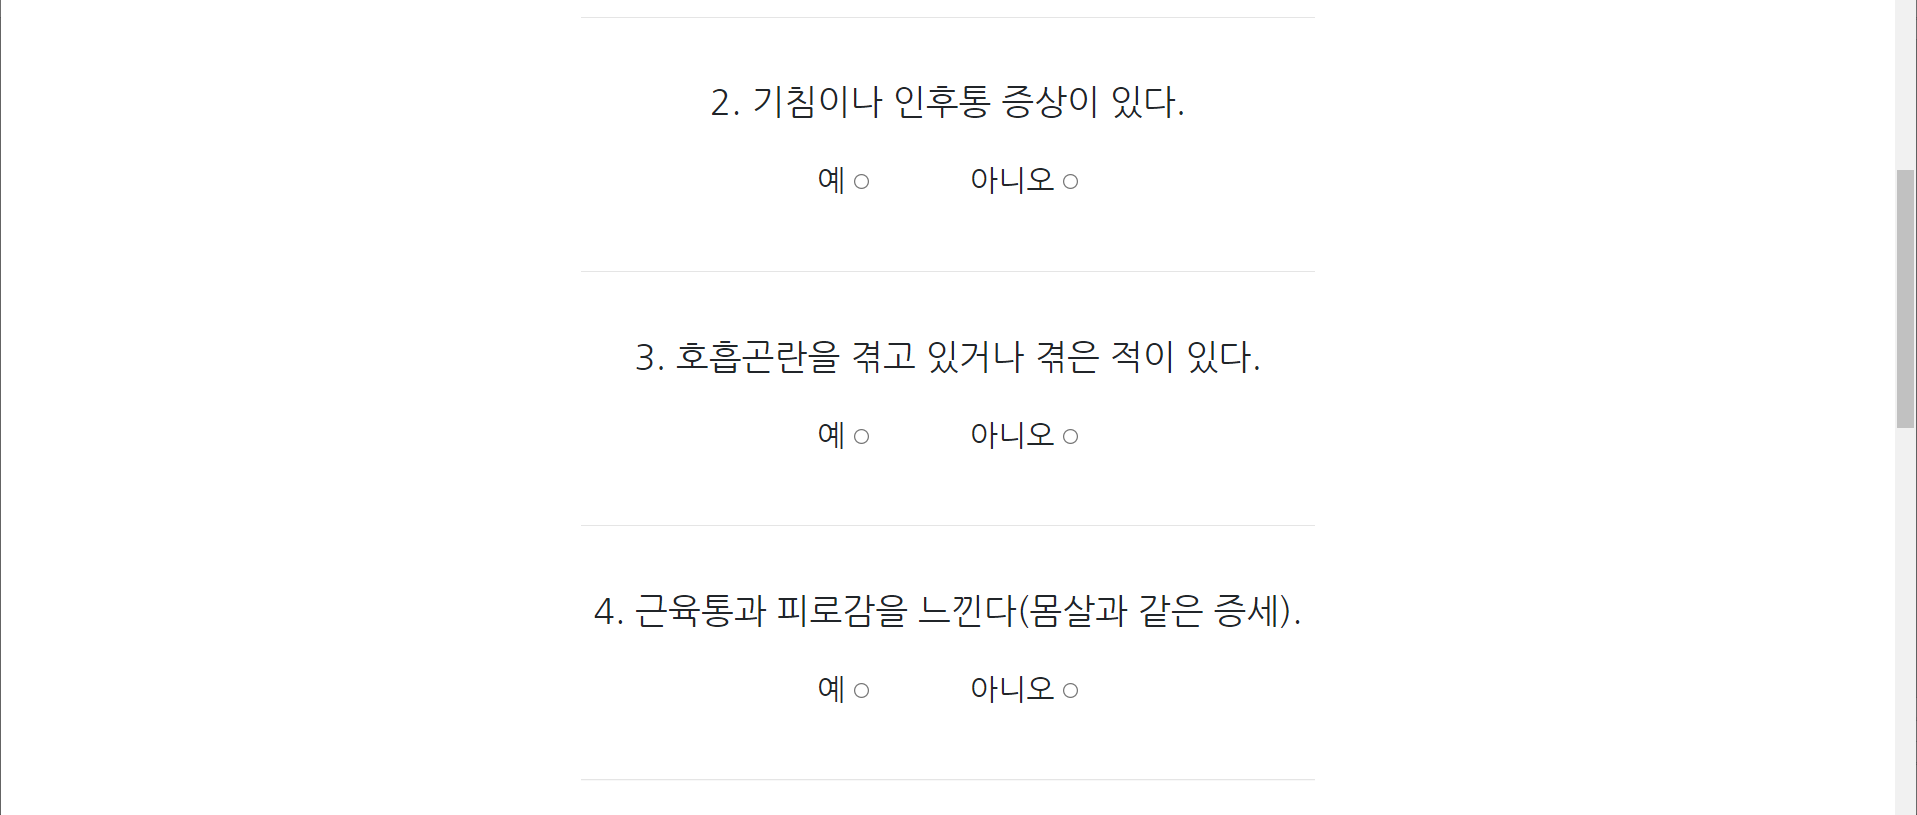 2. 기침이나 인후통 증상이 있다.
예 아니오
3. 호흡곤란을 겪고 있거나 겪은 적이 있다.
예 아니오
4. 근육통과 피로감을 느낀다(몸살과 같은 증세).
예 아니오